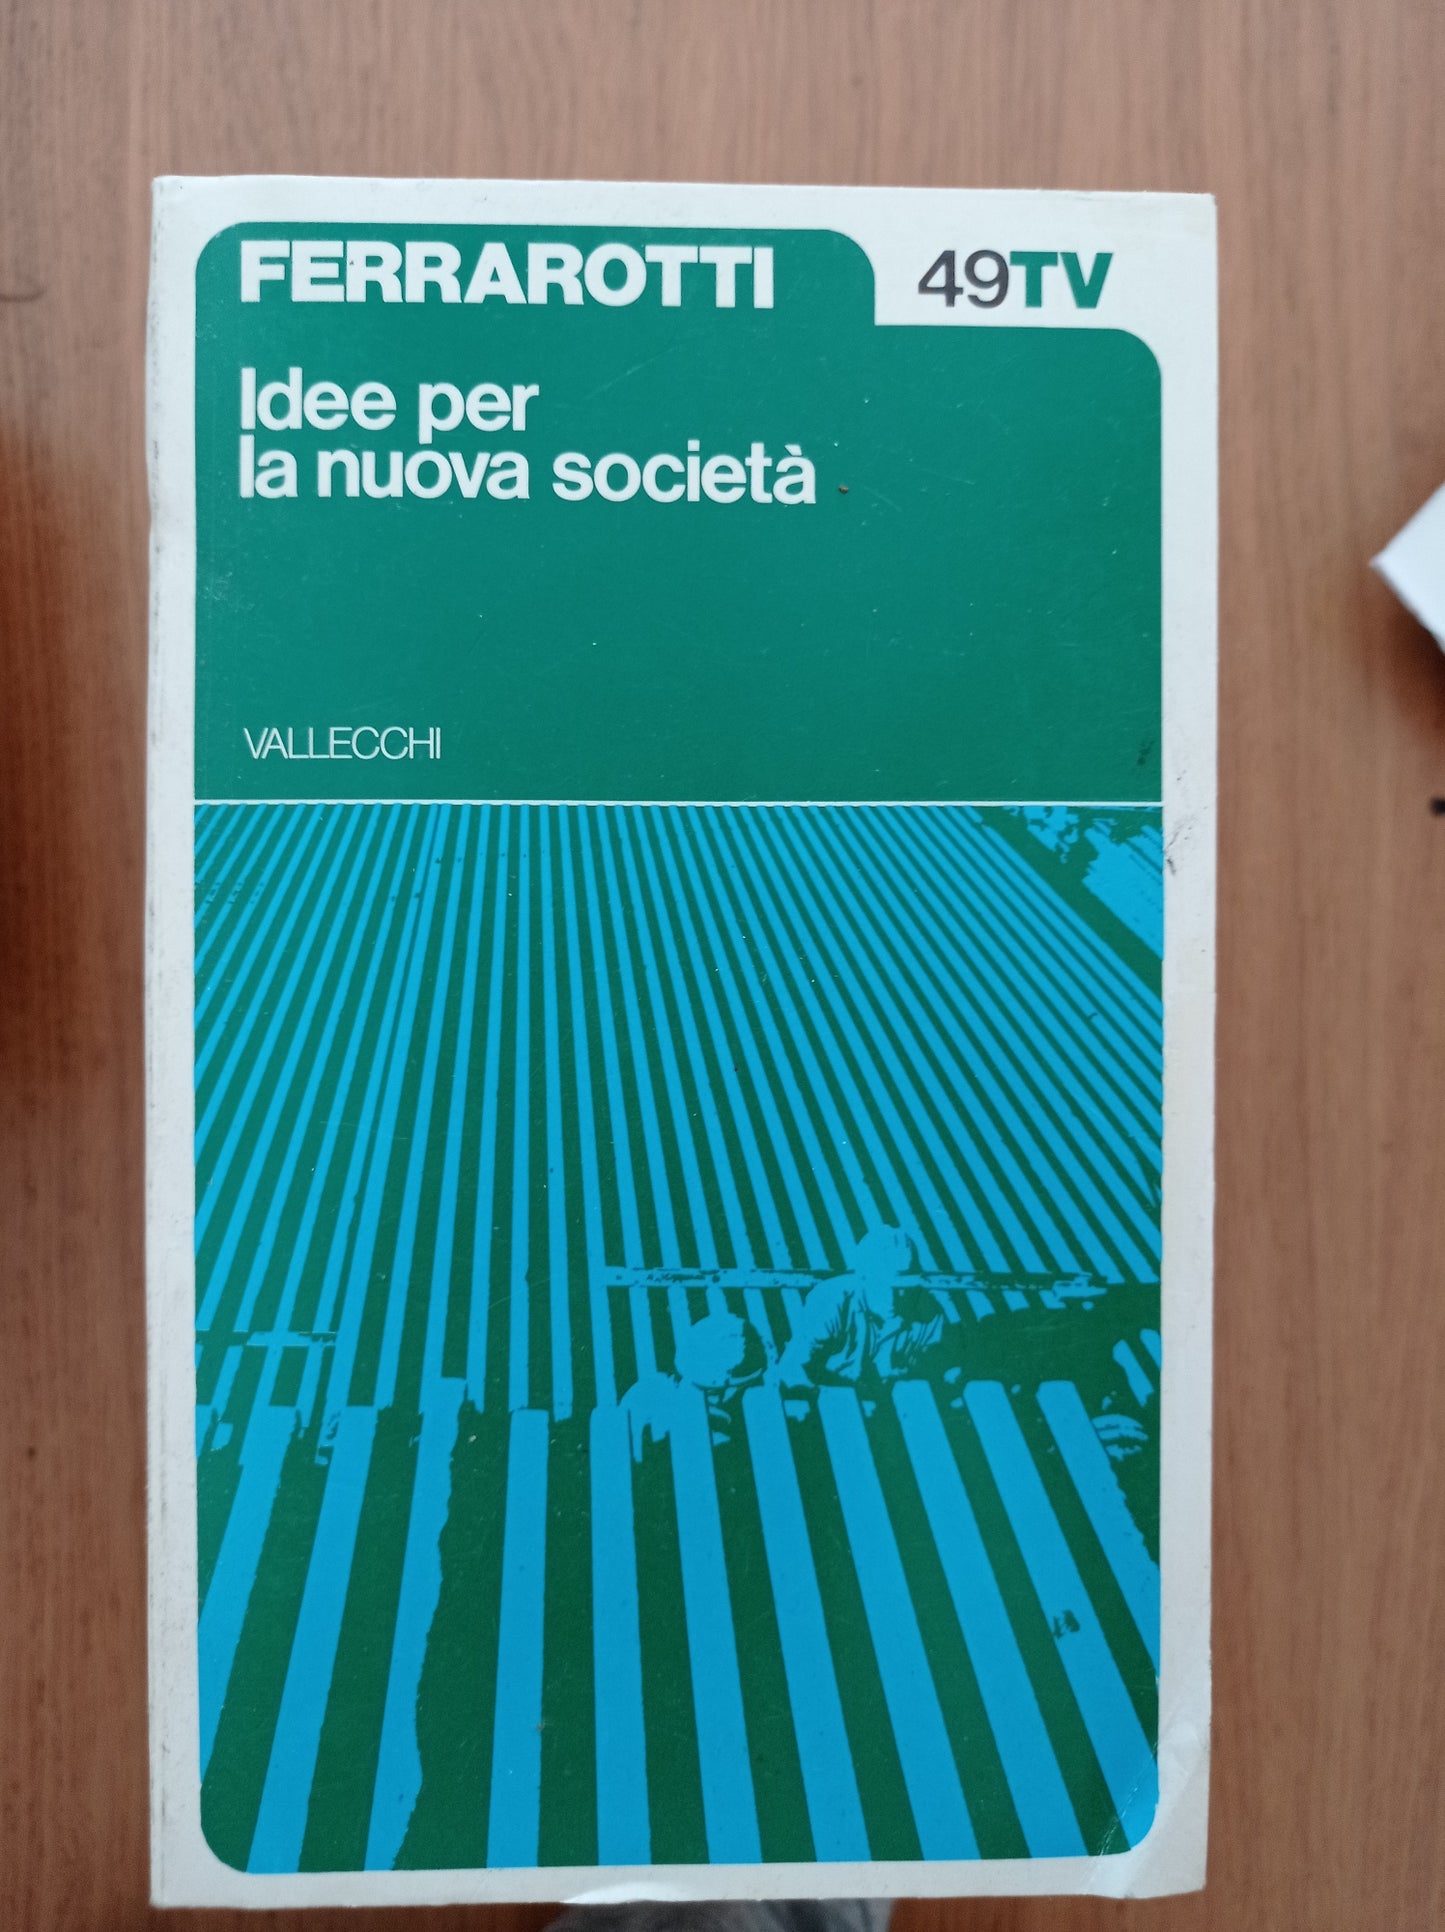 FERRAROTTI
49TV
Idee per
la nuova società
VALLECCHI